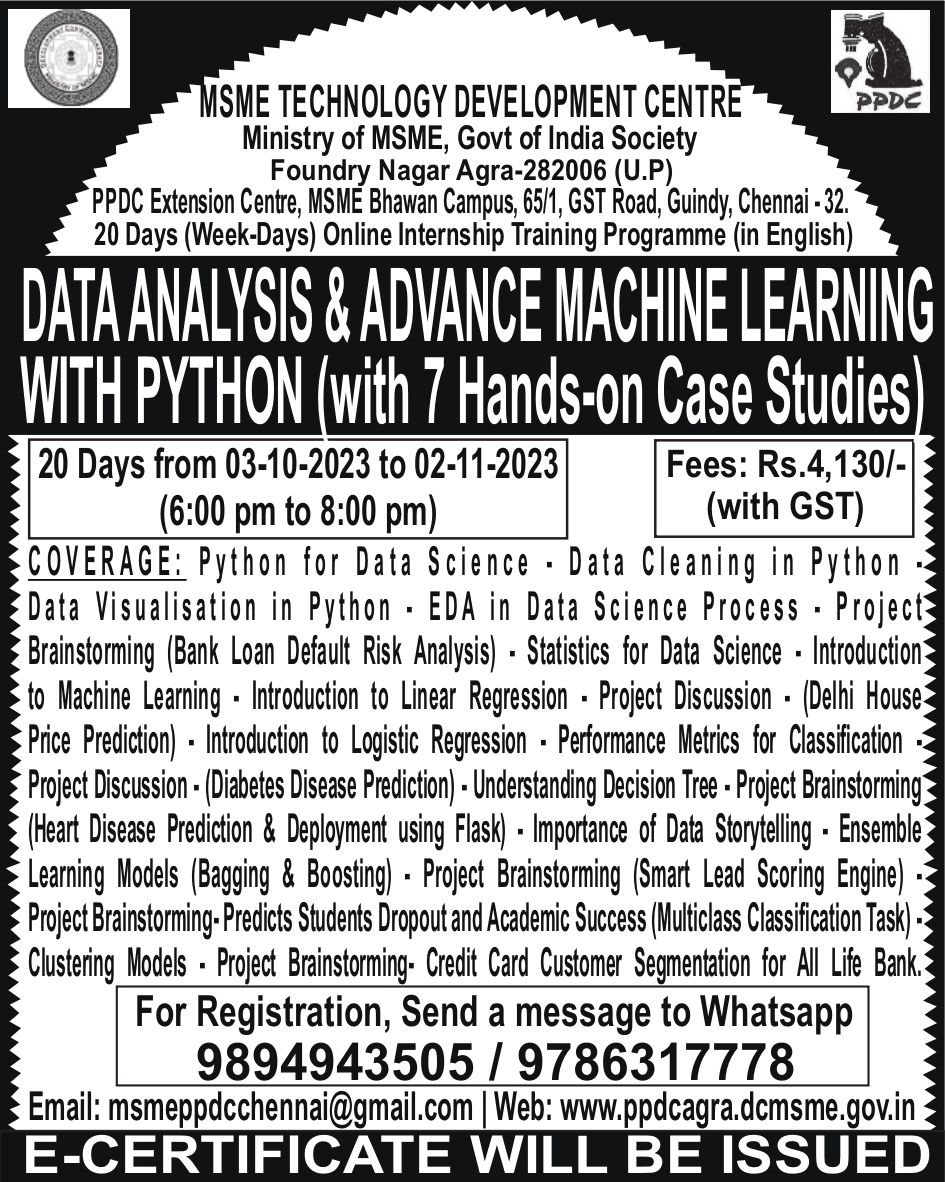 MSME TECHNOLOGY DEVELOPMENT CENTRE
Ministry of MSME, Govt of India Society
Foundry Nagar Agra-282006 (U.P)
PPDC Extension Centre, MSME Bhawan Campus, 65/1, GST Road, Guindy, Chennai - 32.
20 Days (Week-Days) Online Internship Training Programme (in English)
PPDC
DATA ANALYSIS & ADVANCE MACHINE LEARNING
WITH PYTHON (with 7 Hands-on Case Studies)
20 Days from 03-10-2023 to 02-11-2023
(6:00 pm to 8:00 pm)
Fees: Rs.4,130/-
(with GST)
COVERAGE: Python for Data Science - Data Cleaning in Python -
Data Visualisation in Python - EDA in Data Science Process - Project
Brainstorming (Bank Loan Default Risk Analysis) - Statistics for Data Science - Introduction
to Machine Learning - Introduction to Linear Regression - Project Discussion - (Delhi House
Price Prediction) - Introduction to Logistic Regression - Performance Metrics for Classification -
Project Discussion - (Diabetes Disease Prediction) - Understanding Decision Tree - Project Brainstorming
(Heart Disease Prediction & Deployment using Flask) - Importance of Data Storytelling - Ensemble
Learning Models (Bagging & Boosting) - Project Brainstorming (Smart Lead Scoring Engine) -
Project Brainstorming- Predicts Students Dropout and Academic Success (Multiclass Classification Task) -
Clustering Models - Project Brainstorming- Credit Card Customer Segmentation for All Life Bank.
For Registration, Send a message to Whatsapp
9894943505 / 9786317778
Email: msmeppdcchennai@gmail.com | Web: www.ppdcagra.dcmsme.gov.in
E-CERTIFICATE WILL BE ISSUED